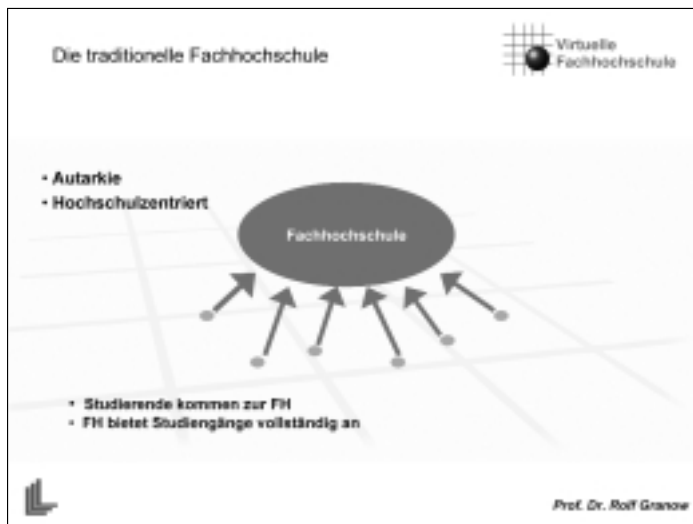 Die traditionelle Fachhochschule
Virtuelle
Fachhochschule
• Autarkie
• Hochschulzentriert
Fachhochschule
• Studierende kommen zur FH
• FH bietet Studiengänge vollständig an
Prof. Dr. Rolf Granow